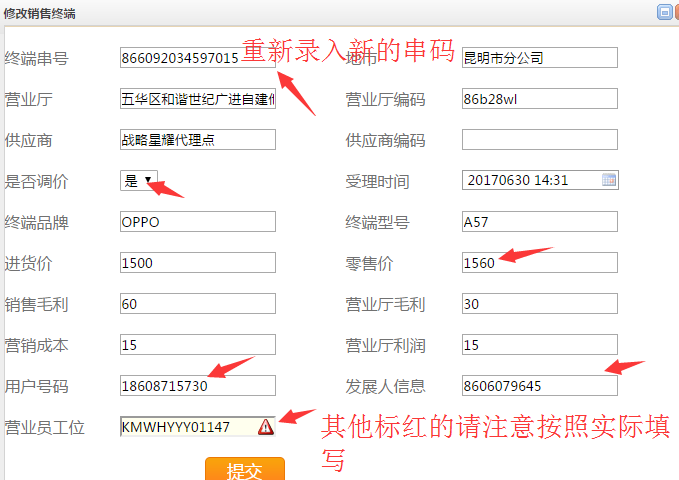 修改销售终端
终端串号 866092034597015 地市 昆明市分公司
重新录入新的串码
营业厅 五华区和谐世纪广进自建他 营业厅编码 86b28wl
供应商 战略星耀代理点 供应商编码
是否调价 是 受理时间 20170630 14:31
终端品牌 OPPO 终端型号 A57
进货价 1500 零售价 1560
销售毛利 60 营业厅毛利 30
营销成本 15 营业厅利润 15
用户号码 18608715730 发展人信息 8606079645
营业员工位 KMWHYYY01147
其他标红的请注意按照实际填
写
提交